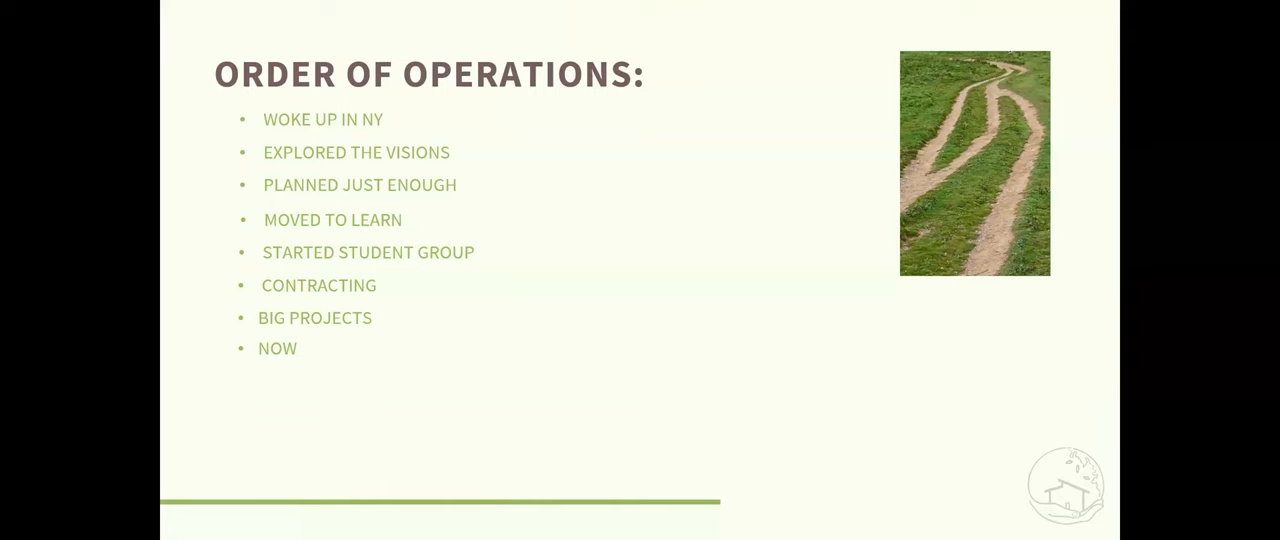 ORDER OF OPERATIONS:
• WOKE UP IN NY
• EXPLORED THE VISIONS
• PLANNED JUST ENOUGH
• MOVED TO LEARN
• STARTED STUDENT GROUP
• CONTRACTING
• BIG PROJECTS
• NOW